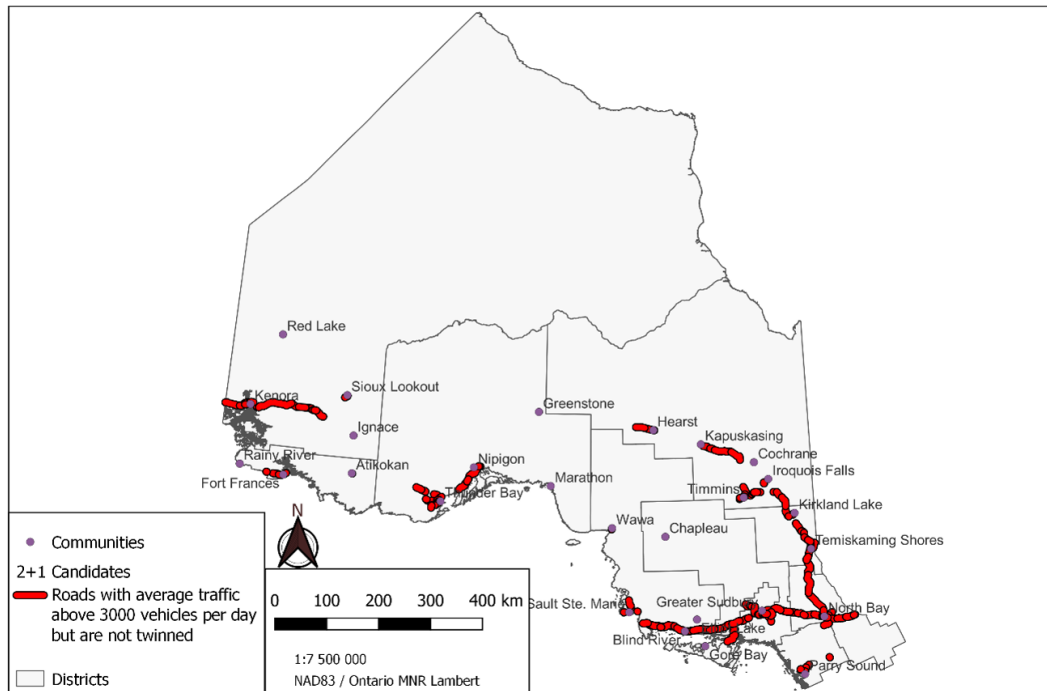 Red Lake
Kenora
Sioux Lookout
Greenstone
Ignace
Hearst
Kapuskasing
Cochrane
Rainy River
Atikokan
Nipigon
Iroquois Falls
Fort Frances
Marathon
Timmins
Thunder Bay
Kirkland Lake
Wawa
Chapleau
Temiskaming Shores
Sault Ste. Marie
Greater Sudbury
North Bay
Lake
Blind River
Gore Bay
Parry Sound
Communities
2+1 Candidates
Roads with average traffic
above 3000 vehicles per day
but are not twinned
Districts
N
0 100 200 300 400 km
1:7 500 000
NAD83 / Ontario MNR Lambert